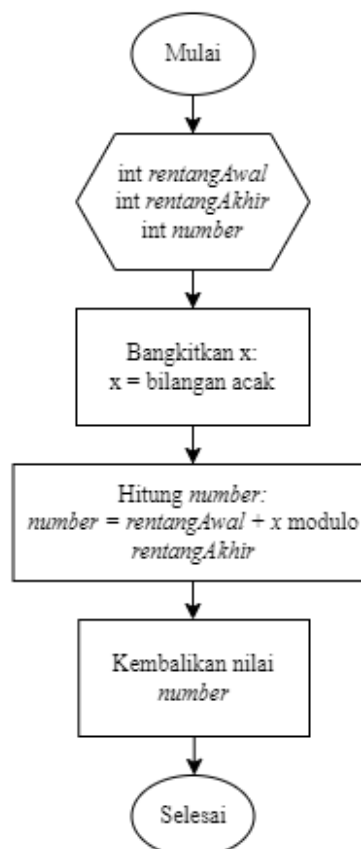 Mulai
int rentangAwal
int rentangAkhir
int number
Bangkitkan x:
x = bilangan acak
Hitung number:
number = rentangAwal + x modulo
rentangAkhir
Kembalikan nilai
number
Selesai